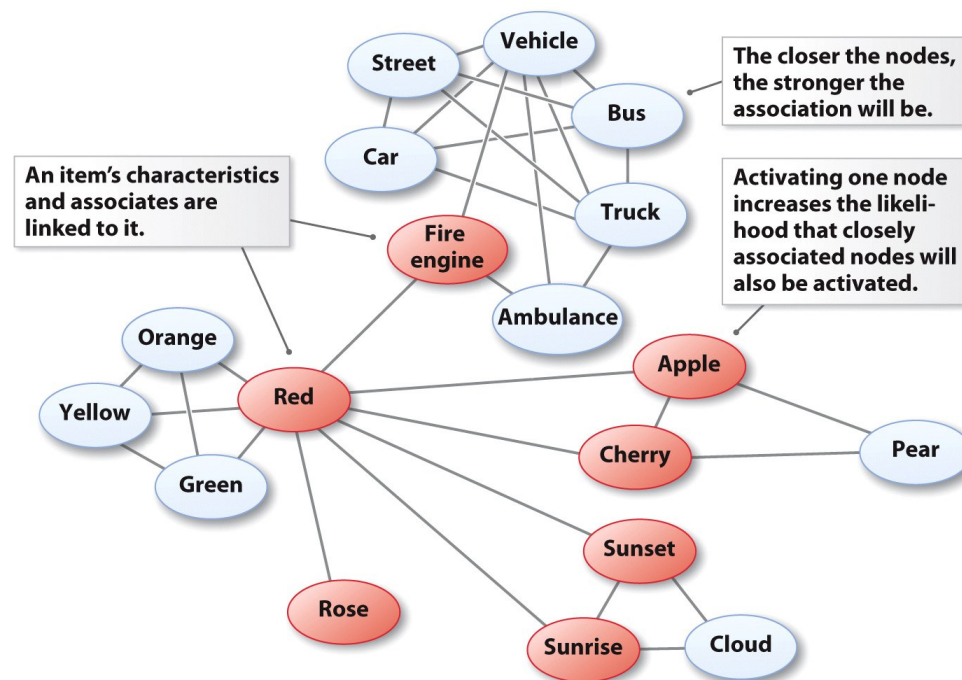 Vehicle
Street
The closer the nodes,
the stronger the
association will be.
Bus
Car
An item's characteristics
and associates are
linked to it.
Activating one node
increases the likeli-
hood that closely
associated nodes will
also be activated.
Truck
Fire
engine
Ambulance
Orange
Apple
Red
Yellow
Cherry
Pear
Green
Sunset
Rose
Sunrise
Cloud